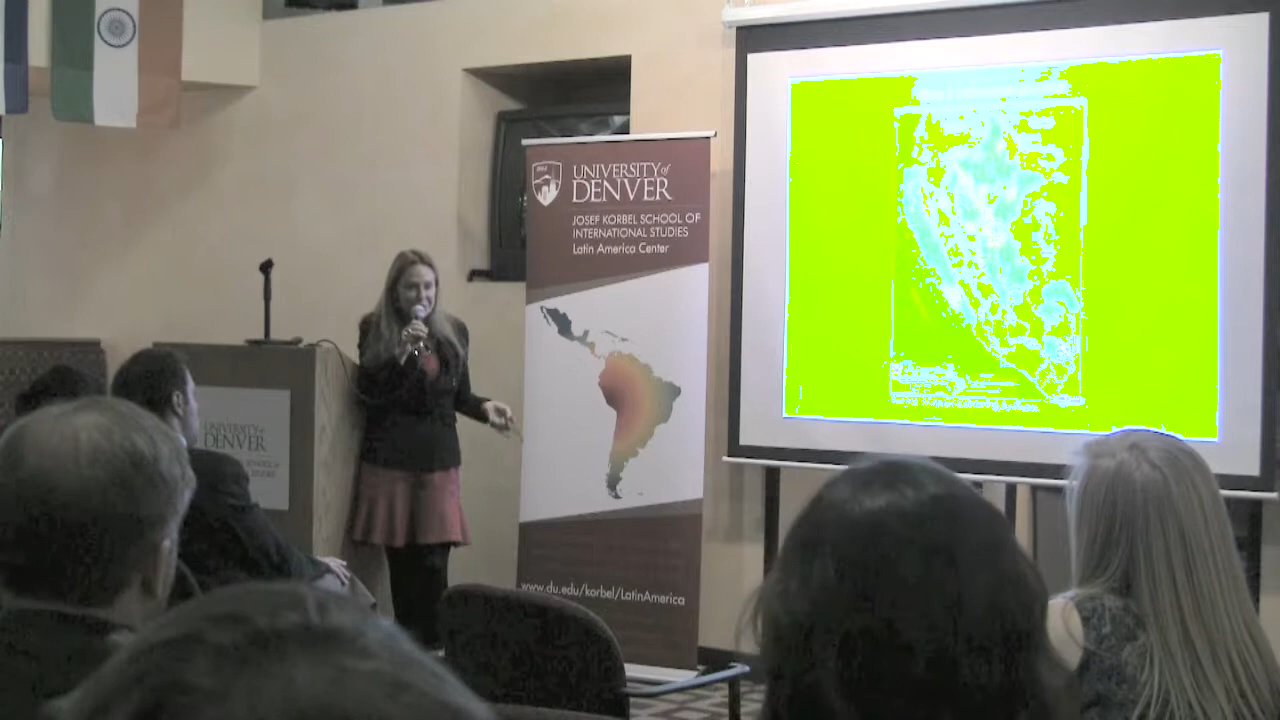 UNIVERSITY of
DENVER
JOSEF KORBEL SCHOOL OF
INTERNATIONAL STUDIES
Latin America Center
www.du.edu/korbel/LatinAmerica
UNIVERSITY of
DENVER